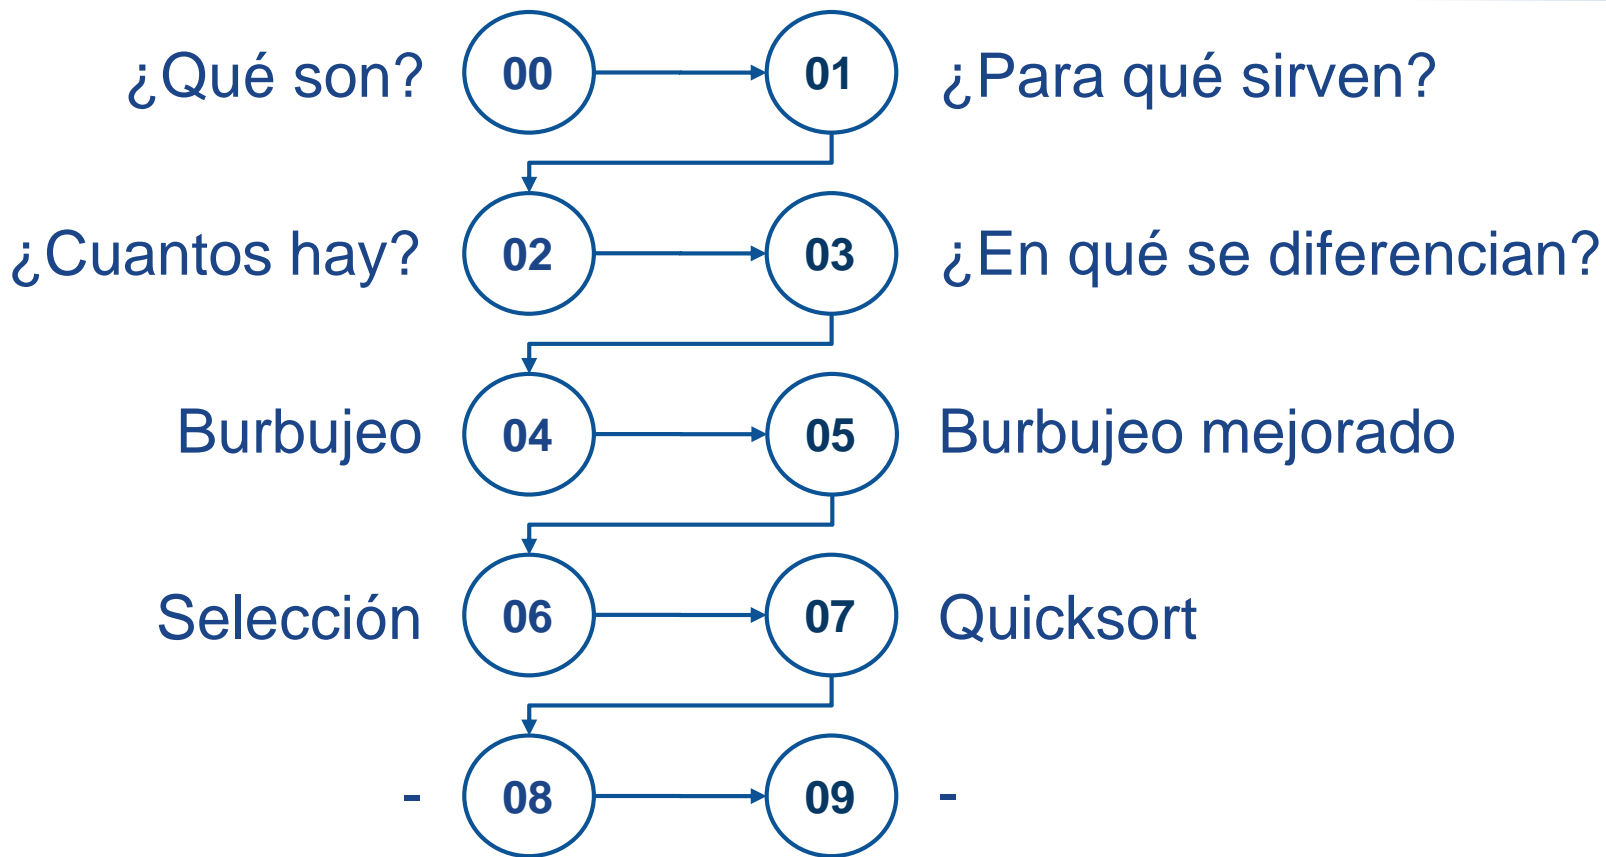 ¿Qué son? 00 01 ¿Para qué sirven?
¿Cuantos hay? 02 03 ¿En qué se diferencian?
Burbujeo 04 05 Burbujeo mejorado
Selección 06 07 Quicksort
- 08 09 -